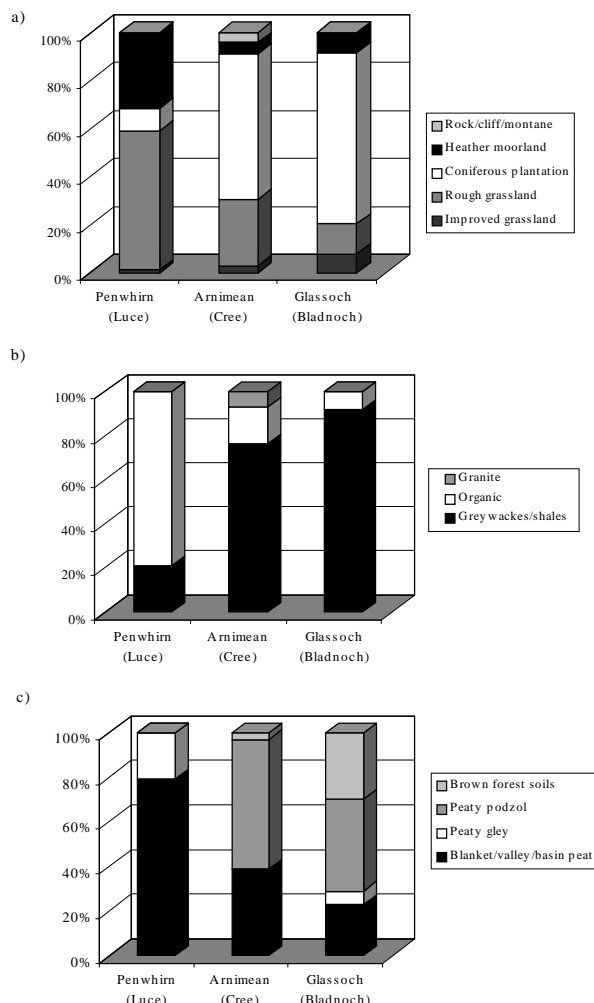 a)
100%
80%
60%
40%
20%
0%
Penwhirn
(Luce)
Arnimean
(Cree)
Glassoch
(Bladnoch)
Rock/cliff/montane
Heather moorland
Coniferous plantation
Rough grassland
Improved grassland
b)
100%
80%
60%
40%
20%
0%
Penwhirn
(Luce)
Arnimean
(Cree)
Glassoch
(Bladnoch)
Granite
Organic
Greywackes/shales
c)
100%
80%
60%
40%
20%
0%
Penwhirn
(Luce)
Arnimean
(Cree)
Glassoch
(Bladnoch)
Brown forest soils
Peaty podzol
Peaty gley
Blanket/valley/basin peat